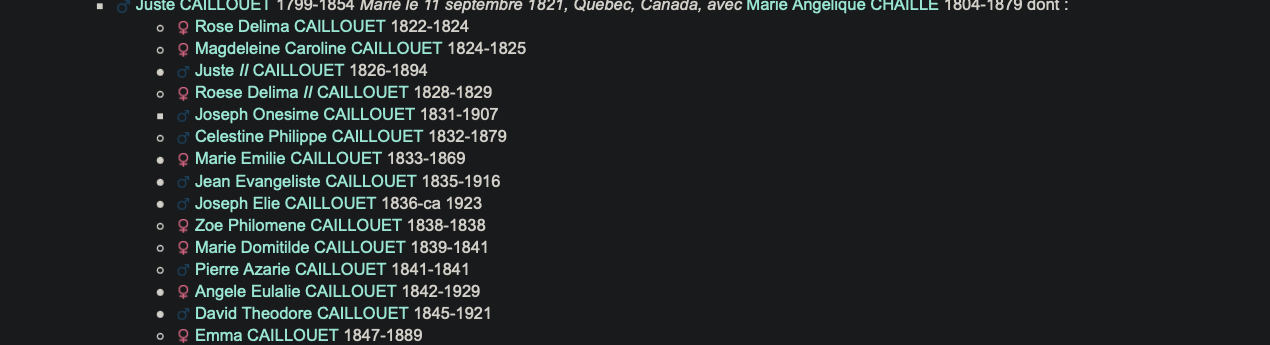 Juste CAILLOUET 1799-1854 Marié le 11 septembre 1821, Québec, Canada, avec Marie Angelique CHAILLE 1804-1879 dont :
Rose Delima CAILLOUET 1822-1824
Magdeleine Caroline CAILLOUET 1824-1825
Juste // CAILLOUET 1826-1894
Roese Delima // CAILLOUET 1828-1829
Joseph Onesime CAILLOUET 1831-1907
Celestine Philippe CAILLOUET 1832-1879
Marie Emilie CAILLOUET 1833-1869
Jean Evangeliste CAILLOUET 1835-1916
Joseph Elie CAILLOUET 1836-ca 1923
Zoe Philomene CAILLOUET 1838-1838
Marie Domitilde CAILLOUET 1839-1841
Pierre Azarie CAILLOUET 1841-1841
Angele Eulalie CAILLOUET 1842-1929
David Theodore CAILLOUET 1845-1921
Emma CAILLOUET 1847-1889